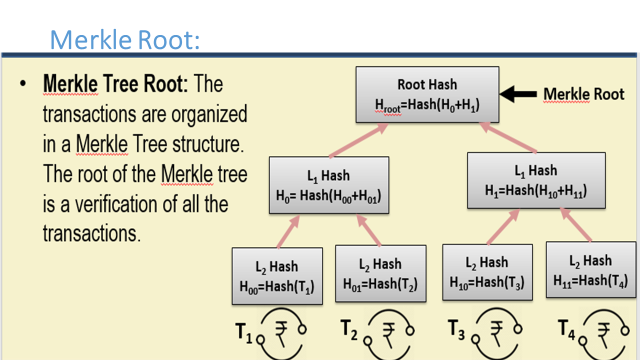 Merkle Root:
• Merkle Tree Root: The
transactions are organized
in a Merkle Tree structure.
The root of the Merkle tree
is a verification of all the
transactions.
Root Hash
Hroot=Hash(H0+H1)
Merkle Root
L1 Hash
H0= Hash(H00+H01)
L1 Hash
H1=Hash(H10+H11)
L2 Hash
H00=Hash(T1)
L2 Hash
H01=Hash(T2)
L2 Hash
H10=Hash(T3)
L2 Hash
H11=Hash(T4)
T1 ₹ T2 ₹ T3 ₹ T4 ₹